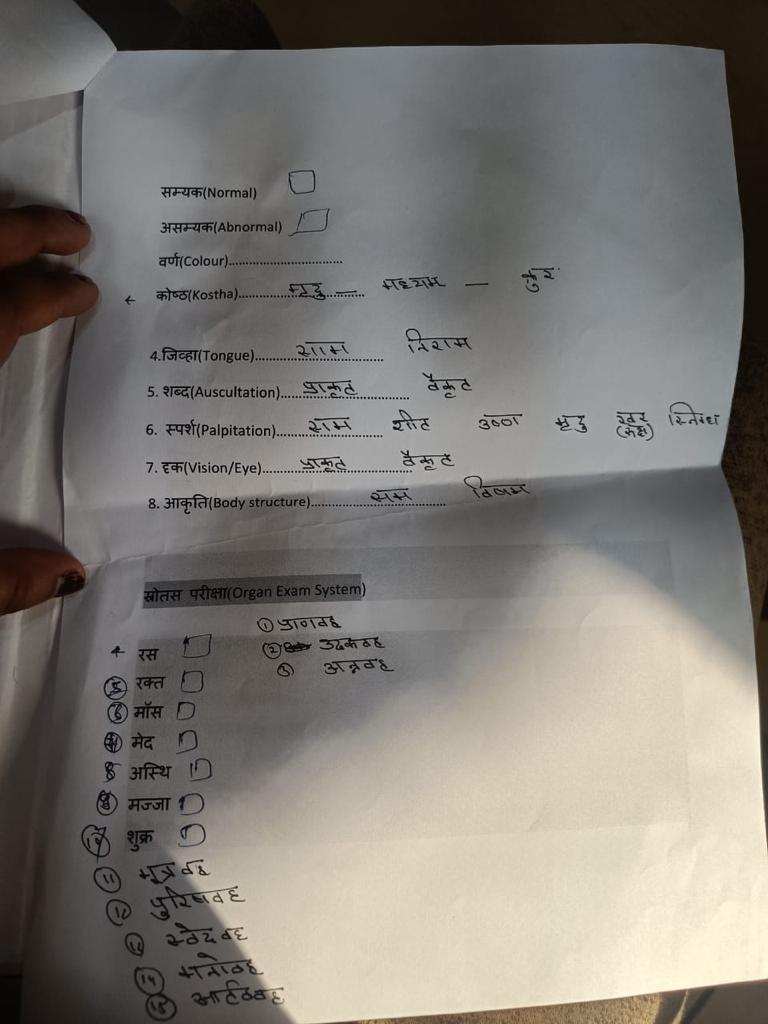 सम्यक(Normal)
असम्यक(Abnormal)
वर्ण(Colour)...............................
कोष्ठ(Kostha)... मृदु — मध्यम — क्रुर
4.जिव्हा(Tongue)... साम निराम
5. शब्द(Auscultation)... प्राकृत वैकृत
6. स्पर्श(Palpitation)... सम शीत उष्ण मृदु खर (रूक्ष) स्निग्ध
7. दृक(Vision/Eye)... प्राकृत वैकृत
8. आकृति(Body structure)... सम विषम
स्रोतस परीक्षा(Organ Exam System)
① प्राणवह
② उदकवह
③ अन्नवह
4 रस
⑤ रक्त
⑥ माँस
मेद
8 अस्थि
मज्जा
⑩ शुक्र
⑪ मूत्रवह
⑫ पुरिषवह
⑬ स्वेदवह
⑭ मनोवह
⑮ आर्तववह